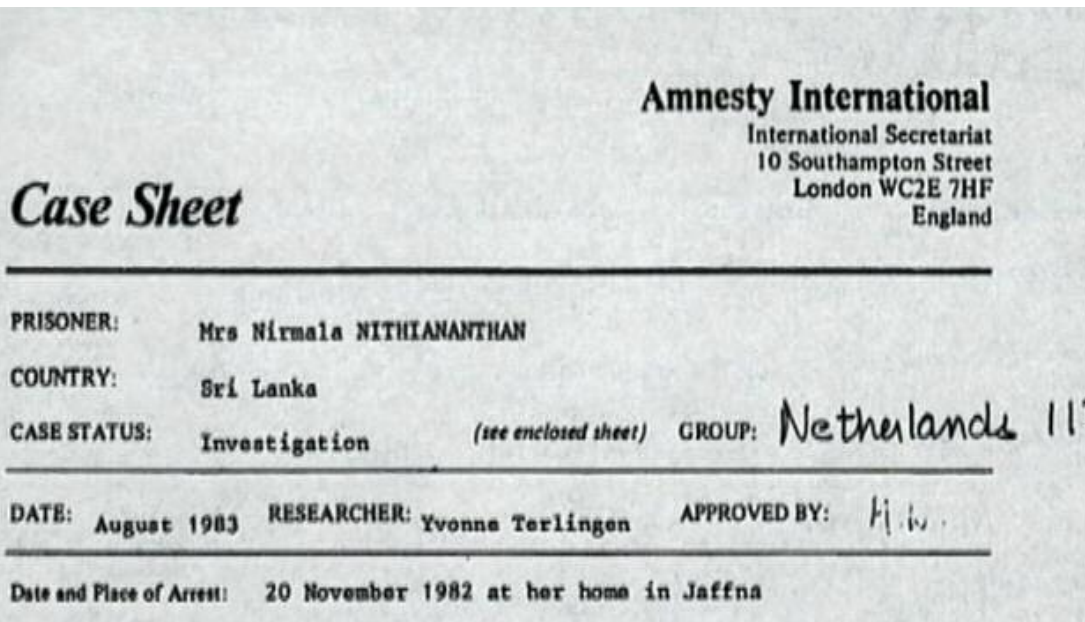 Amnesty International
International Secretariat
10 Southampton Street
London WC2E 7HF
England
Case Sheet
PRISONER: Mrs Nirmala NITHIANANTHAN
COUNTRY: Sri Lanka
CASE STATUS: Investigation (see enclosed sheet) GROUP: Netherlands 11
DATE: August 1983 RESEARCHER: Yvonne Terlingen APPROVED BY: H.W.
Date and Place of Arrest: 20 November 1982 at her home in Jaffna